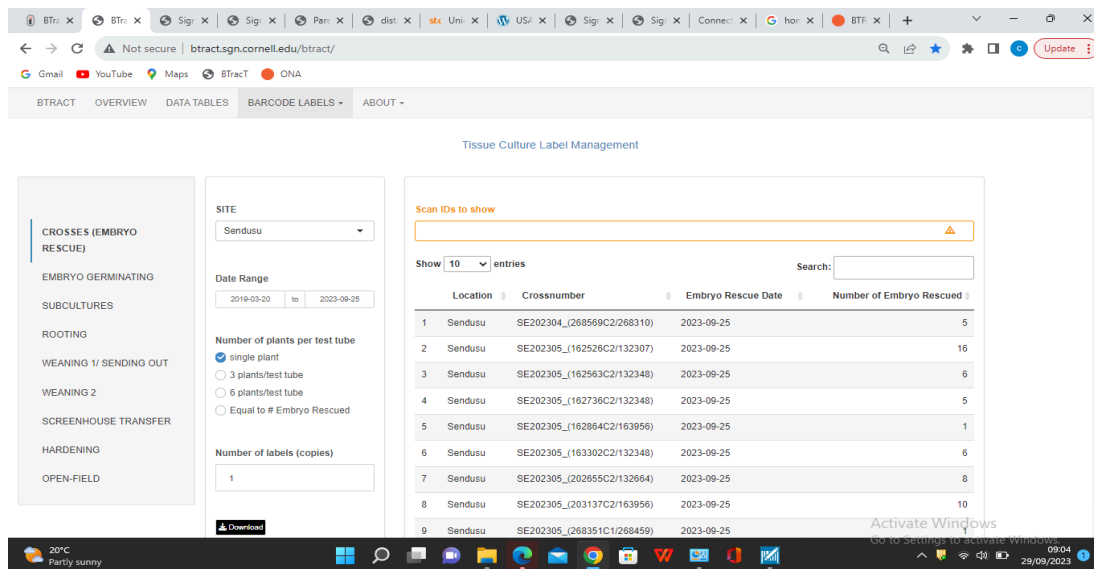 BTra
BTra
Sigr
Sigr
Pare
dist
stc Uni
USA
Sigr
Sigr
Connec
hor
BTR
Not secure | btract.sgn.cornell.edu/btract/
Update
Gmail YouTube Maps BTracT ONA
BTRACT OVERVIEW DATA TABLES BARCODE LABELS ABOUT
Tissue Culture Label Management
CROSSES (EMBRYO
RESCUE)
EMBRYO GERMINATING
SUBCULTURES
ROOTING
WEANING 1/ SENDING OUT
WEANING 2
SCREENHOUSE TRANSFER
HARDENING
OPEN-FIELD
SITE
Sendusu
Date Range
2019-03-20 to 2023-09-25
Number of plants per test tube
single plant
3 plants/test tube
6 plants/test tube
Equal to # Embryo Rescued
Number of labels (copies)
1
Download
Scan IDs to show
Show 10 entries
Search:
Location Crossnumber Embryo Rescue Date Number of Embryo Rescued
1 Sendusu SE202304_(268569C2/268310) 2023-09-25 5
2 Sendusu SE202305_(162526C2/132307) 2023-09-25 16
3 Sendusu SE202305_(162563C2/132348) 2023-09-25 6
4 Sendusu SE202305_(162736C2/132348) 2023-09-25 5
5 Sendusu SE202305_(162864C2/163956) 2023-09-25 1
6 Sendusu SE202305_(163302C2/132348) 2023-09-25 6
7 Sendusu SE202305_(202655C2/132664) 2023-09-25 8
8 Sendusu SE202305_(203137C2/163956) 2023-09-25 10
9 Sendusu SE202305_(268351C1/268459) 2023-09-25 1
Activate Windows
Go to Settings to activate Windows.
20°C
Partly sunny
09:04
29/09/2023
1